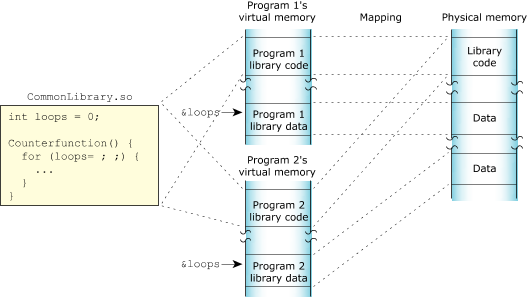 Program 1's
virtual memory
Mapping
Physical memory
Program 1
library code
Library
code
CommonLibrary.so
int loops = 0;
Counterfunction() {
for (loops= ; ;) {
...
}
}
&loops
Program 1
library data
Data
Program 2's
virtual memory
Data
Program 2
library code
&loops
Program 2
library data